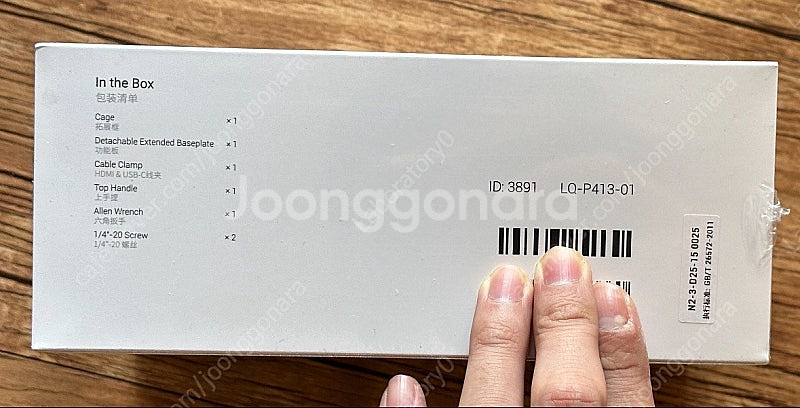 In the Box
包装清单
Cage × 1
拓展框
Detachable Extended Baseplate × 1
功能板
Cable Clamp × 1
HDMI & USB-C线夹
Top Handle × 1
上手提
Allen Wrench × 1
六角扳手
1/4"-20 Screw × 2
1/4"-20 螺丝
ID: 3891 LQ-P413-01
N2-3-D25-15 0025
执行标准: GB/T 26572-2011
Joonggonara